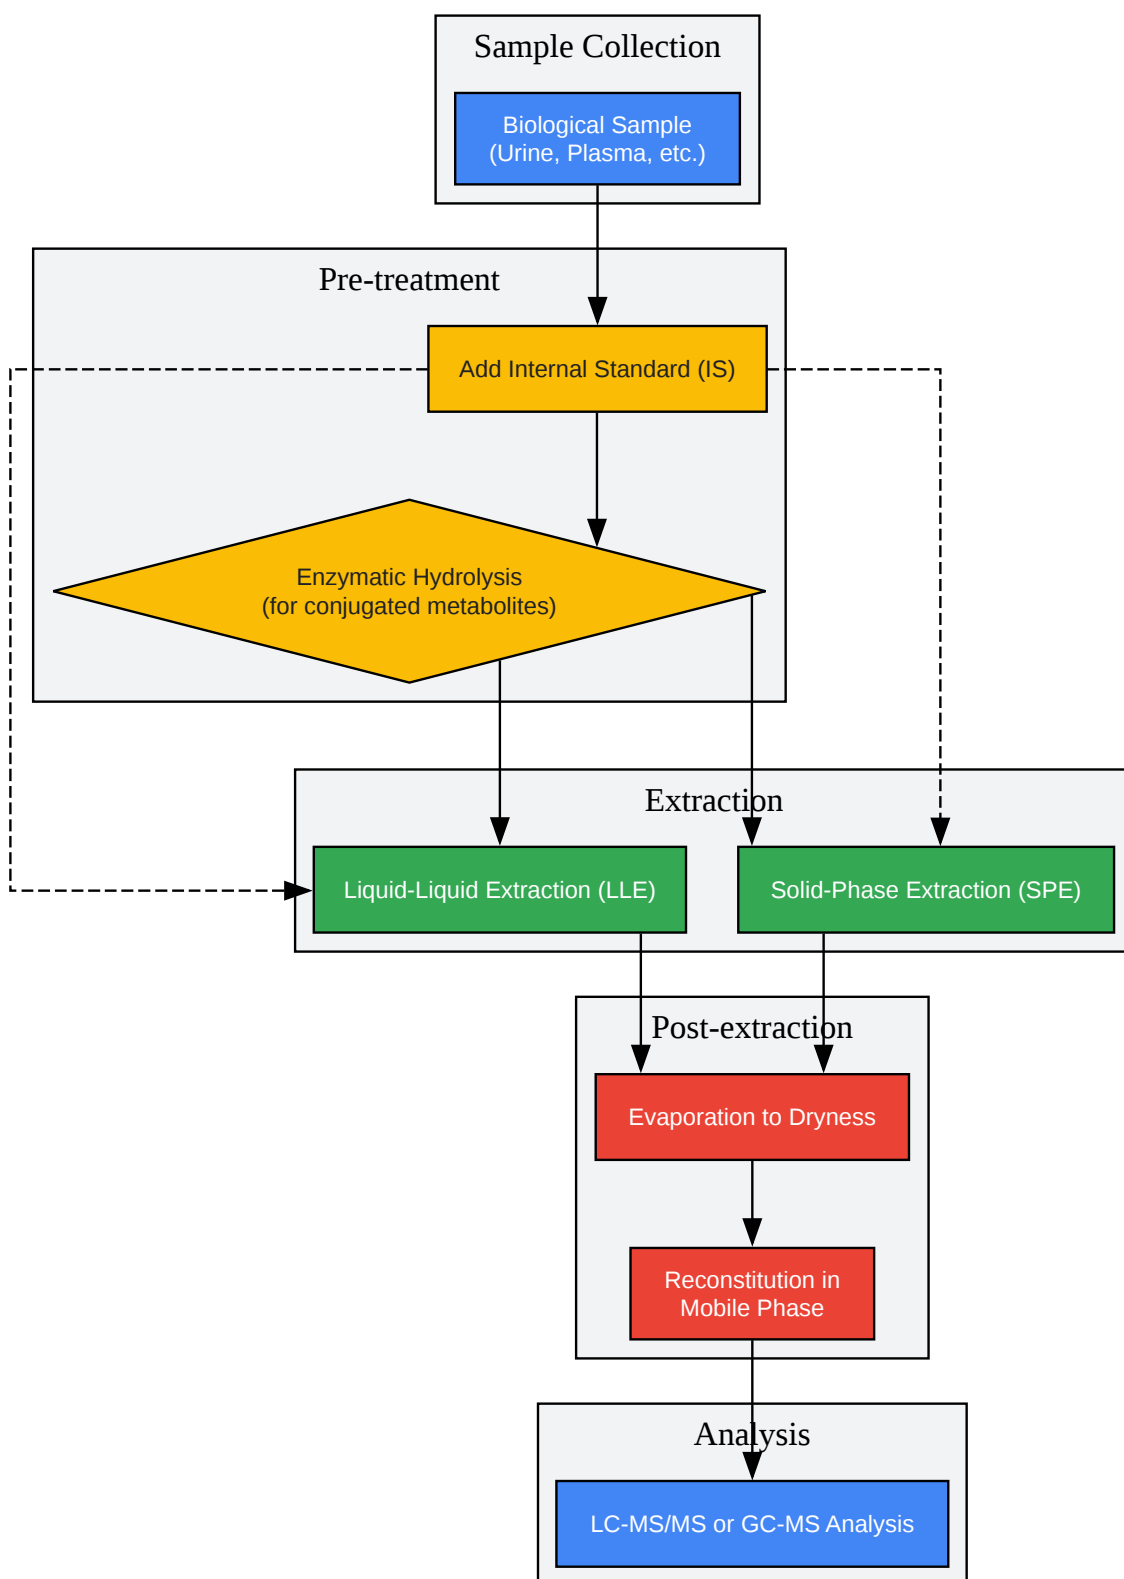 Sample Collection
Biological Sample
(Urine, Plasma, etc.)
Pre-treatment
Add Internal Standard (IS)
Enzymatic Hydrolysis
(for conjugated metabolites)
Extraction
Liquid-Liquid Extraction (LLE)
Solid-Phase Extraction (SPE)
Post-extraction
Evaporation to Dryness
Reconstitution in
Mobile Phase
Analysis
LC-MS/MS or GC-MS Analysis